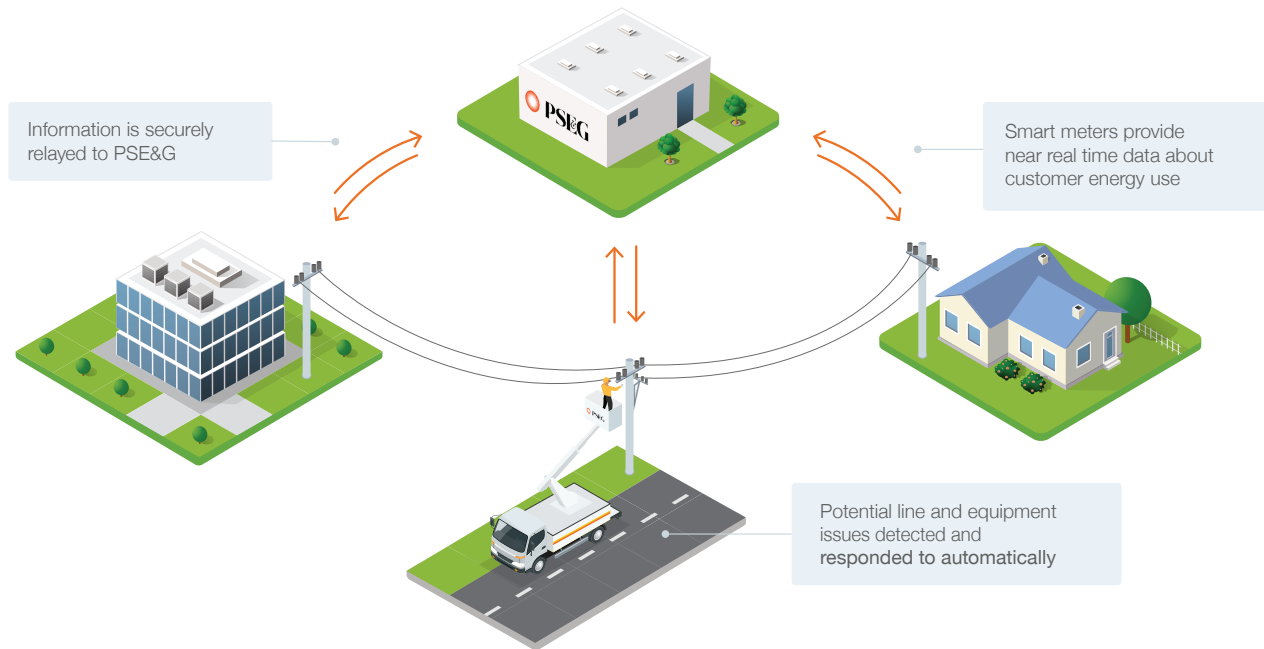 PSE&G
Information is securely
relayed to PSE&G
Smart meters provide
near real time data about
customer energy use
PSEG
Potential line and equipment
issues detected and
responded to automatically